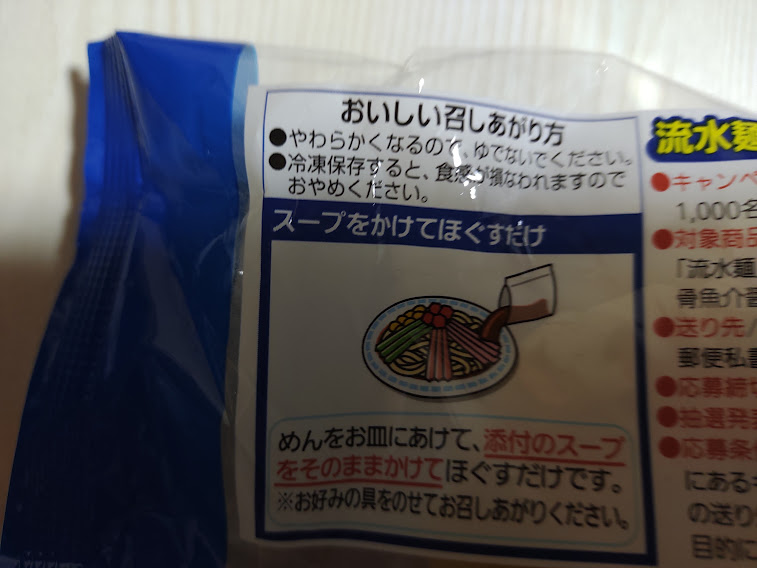 おいしい召しあがり方
●やわらかくなるので、ゆでないでください。
●冷凍保存すると、食感が損なわれますので
おやめください。
スープをかけてほぐすだけ
めんをお皿にあけて、添付のスープ
をそのままかけてほぐすだけです。
※お好みの具をのせてお召しあがりください。
流水麺
●キャンペ
1,000名
●対象商品
「流水麺
骨魚介醤
●送り先/
郵便私書
●応募締切
●抽選発表
●応募条件
にある
の送り
目的に